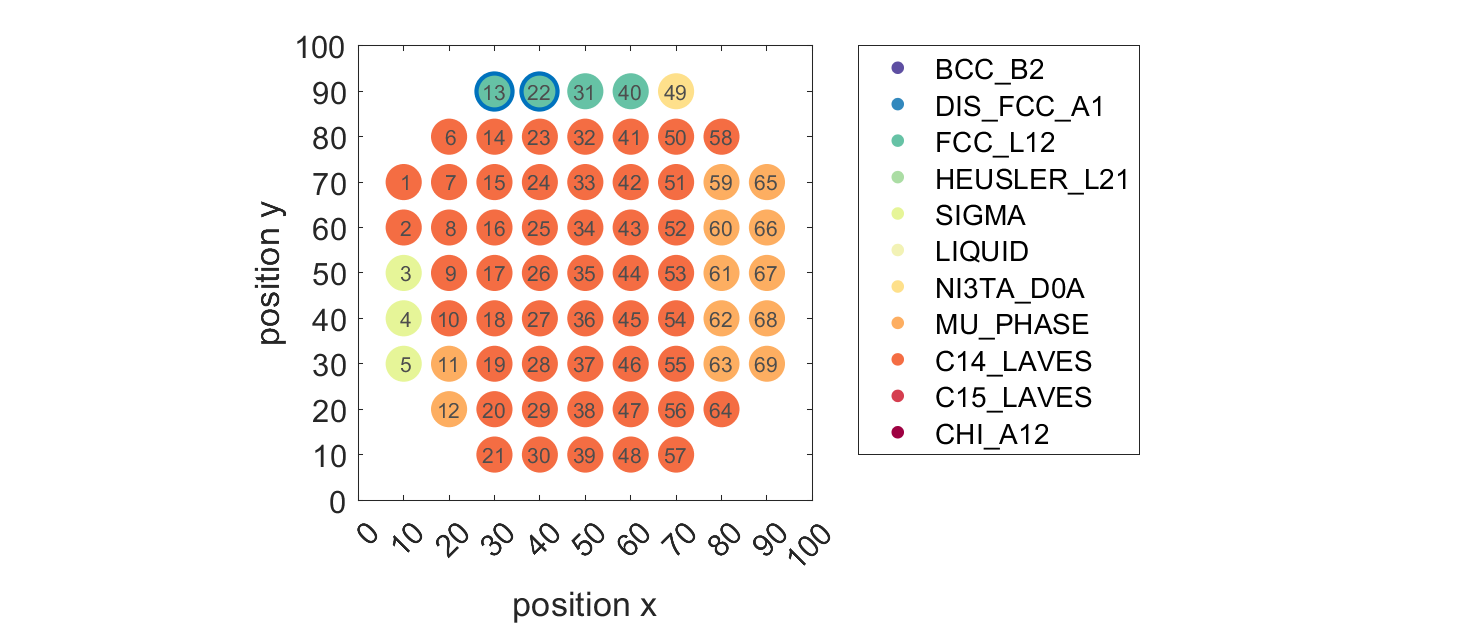 100
90
80
70
60
50
40
30
20
10
0
position y
13 22 31 40 49
6 14 23 32 41 50 58
1 7 15 24 33 42 51 59 65
2 8 16 25 34 43 52 60 66
3 9 17 26 35 44 53 61 67
4 10 18 27 36 45 54 62 68
5 11 19 28 37 46 55 63 69
12 20 29 38 47 56 64
21 30 39 48 57
0 10 20 30 40 50 60 70 80 90 100
position x
BCC_B2
DIS_FCC_A1
FCC_L12
HEUSLER_L21
SIGMA
LIQUID
NI3TA_D0A
MU_PHASE
C14_LAVES
C15_LAVES
CHI_A12